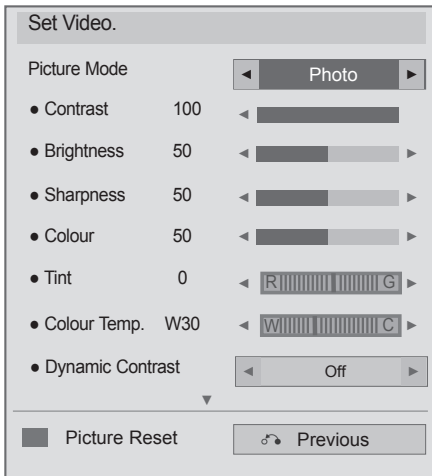 Set Video.
Picture Mode ◄ Photo ►
● Contrast 100 ◄
● Brightness 50 ◄ ►
● Sharpness 50 ◄ ►
● Colour 50 ◄ ►
● Tint 0 ◄ R G ►
● Colour Temp. W30 ◄ W C ►
● Dynamic Contrast ◄ Off ►
▼
Picture Reset Previous